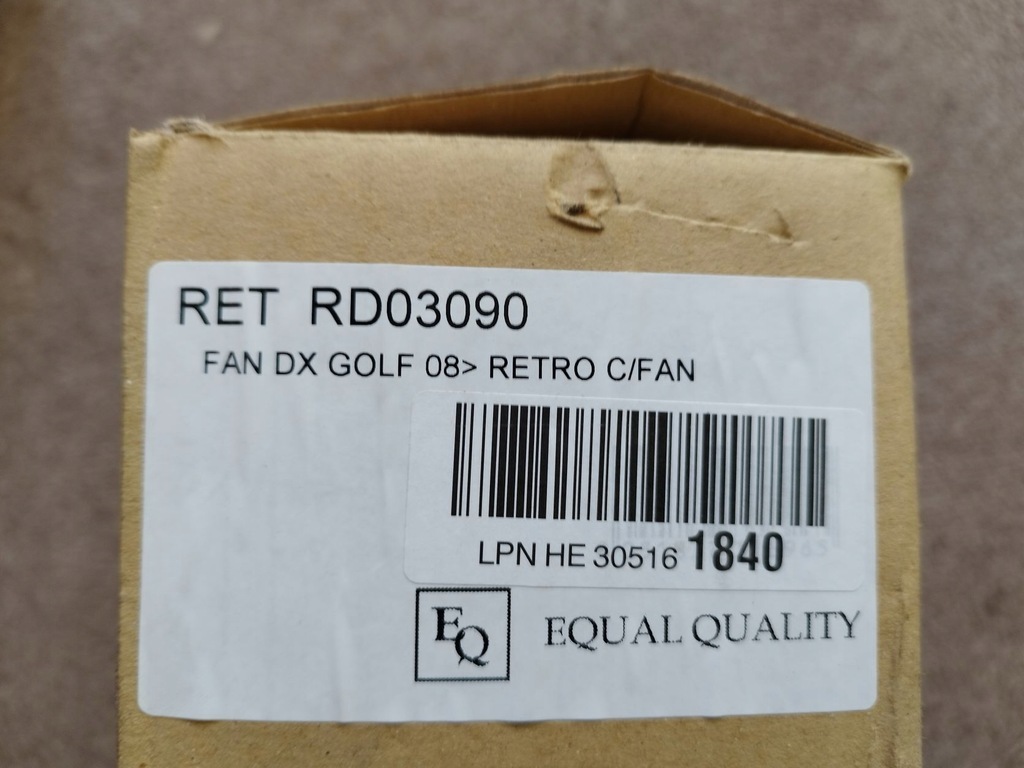 RET RD03090
FAN DX GOLF 08> RETRO C/FAN
LPN HE 30516 1840
EQ EQUAL QUALITY